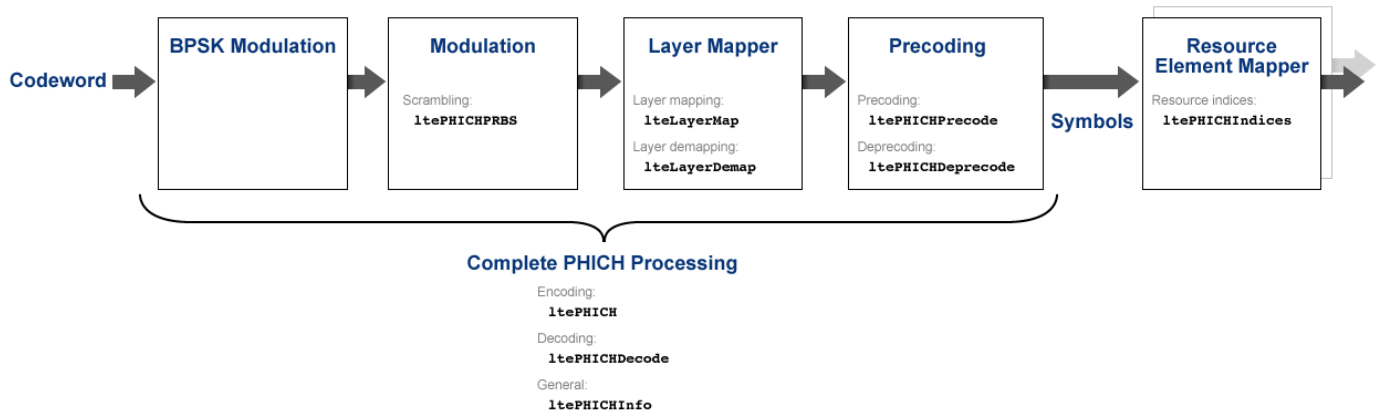 Codeword
BPSK Modulation
Modulation
Scrambling:
ltePHICHPRBS
Layer Mapper
Layer mapping:
lteLayerMap
Layer demapping:
lteLayerDemap
Precoding
Precoding:
ltePHICHPrecode
Deprecoding:
ltePHICHDeprecode
Symbols
Resource
Element Mapper
Resource indices:
ltePHICHIndices
Complete PHICH Processing
Encoding:
ltePHICH
Decoding:
ltePHICHDecode
General:
ltePHICHInfo